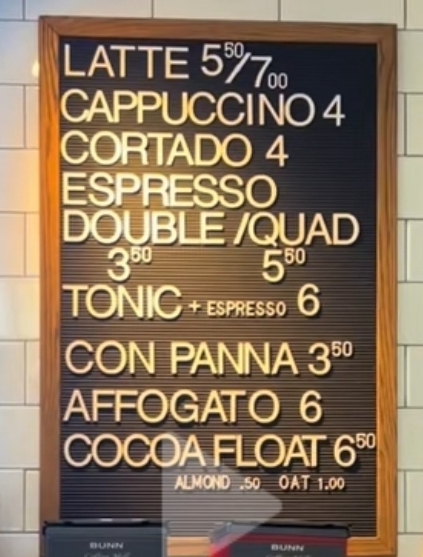 LATTE 5⁵⁰/7₀₀
CAPPUCCINO 4
CORTADO 4
ESPRESSO
DOUBLE /QUAD
3⁵⁰ 5⁵⁰
TONIC + ESPRESSO 6
CON PANNA 3⁵⁰
AFFOGATO 6
COCOA FLOAT 6⁵⁰
ALMOND .50 OAT 1.00
BUNN BUNN